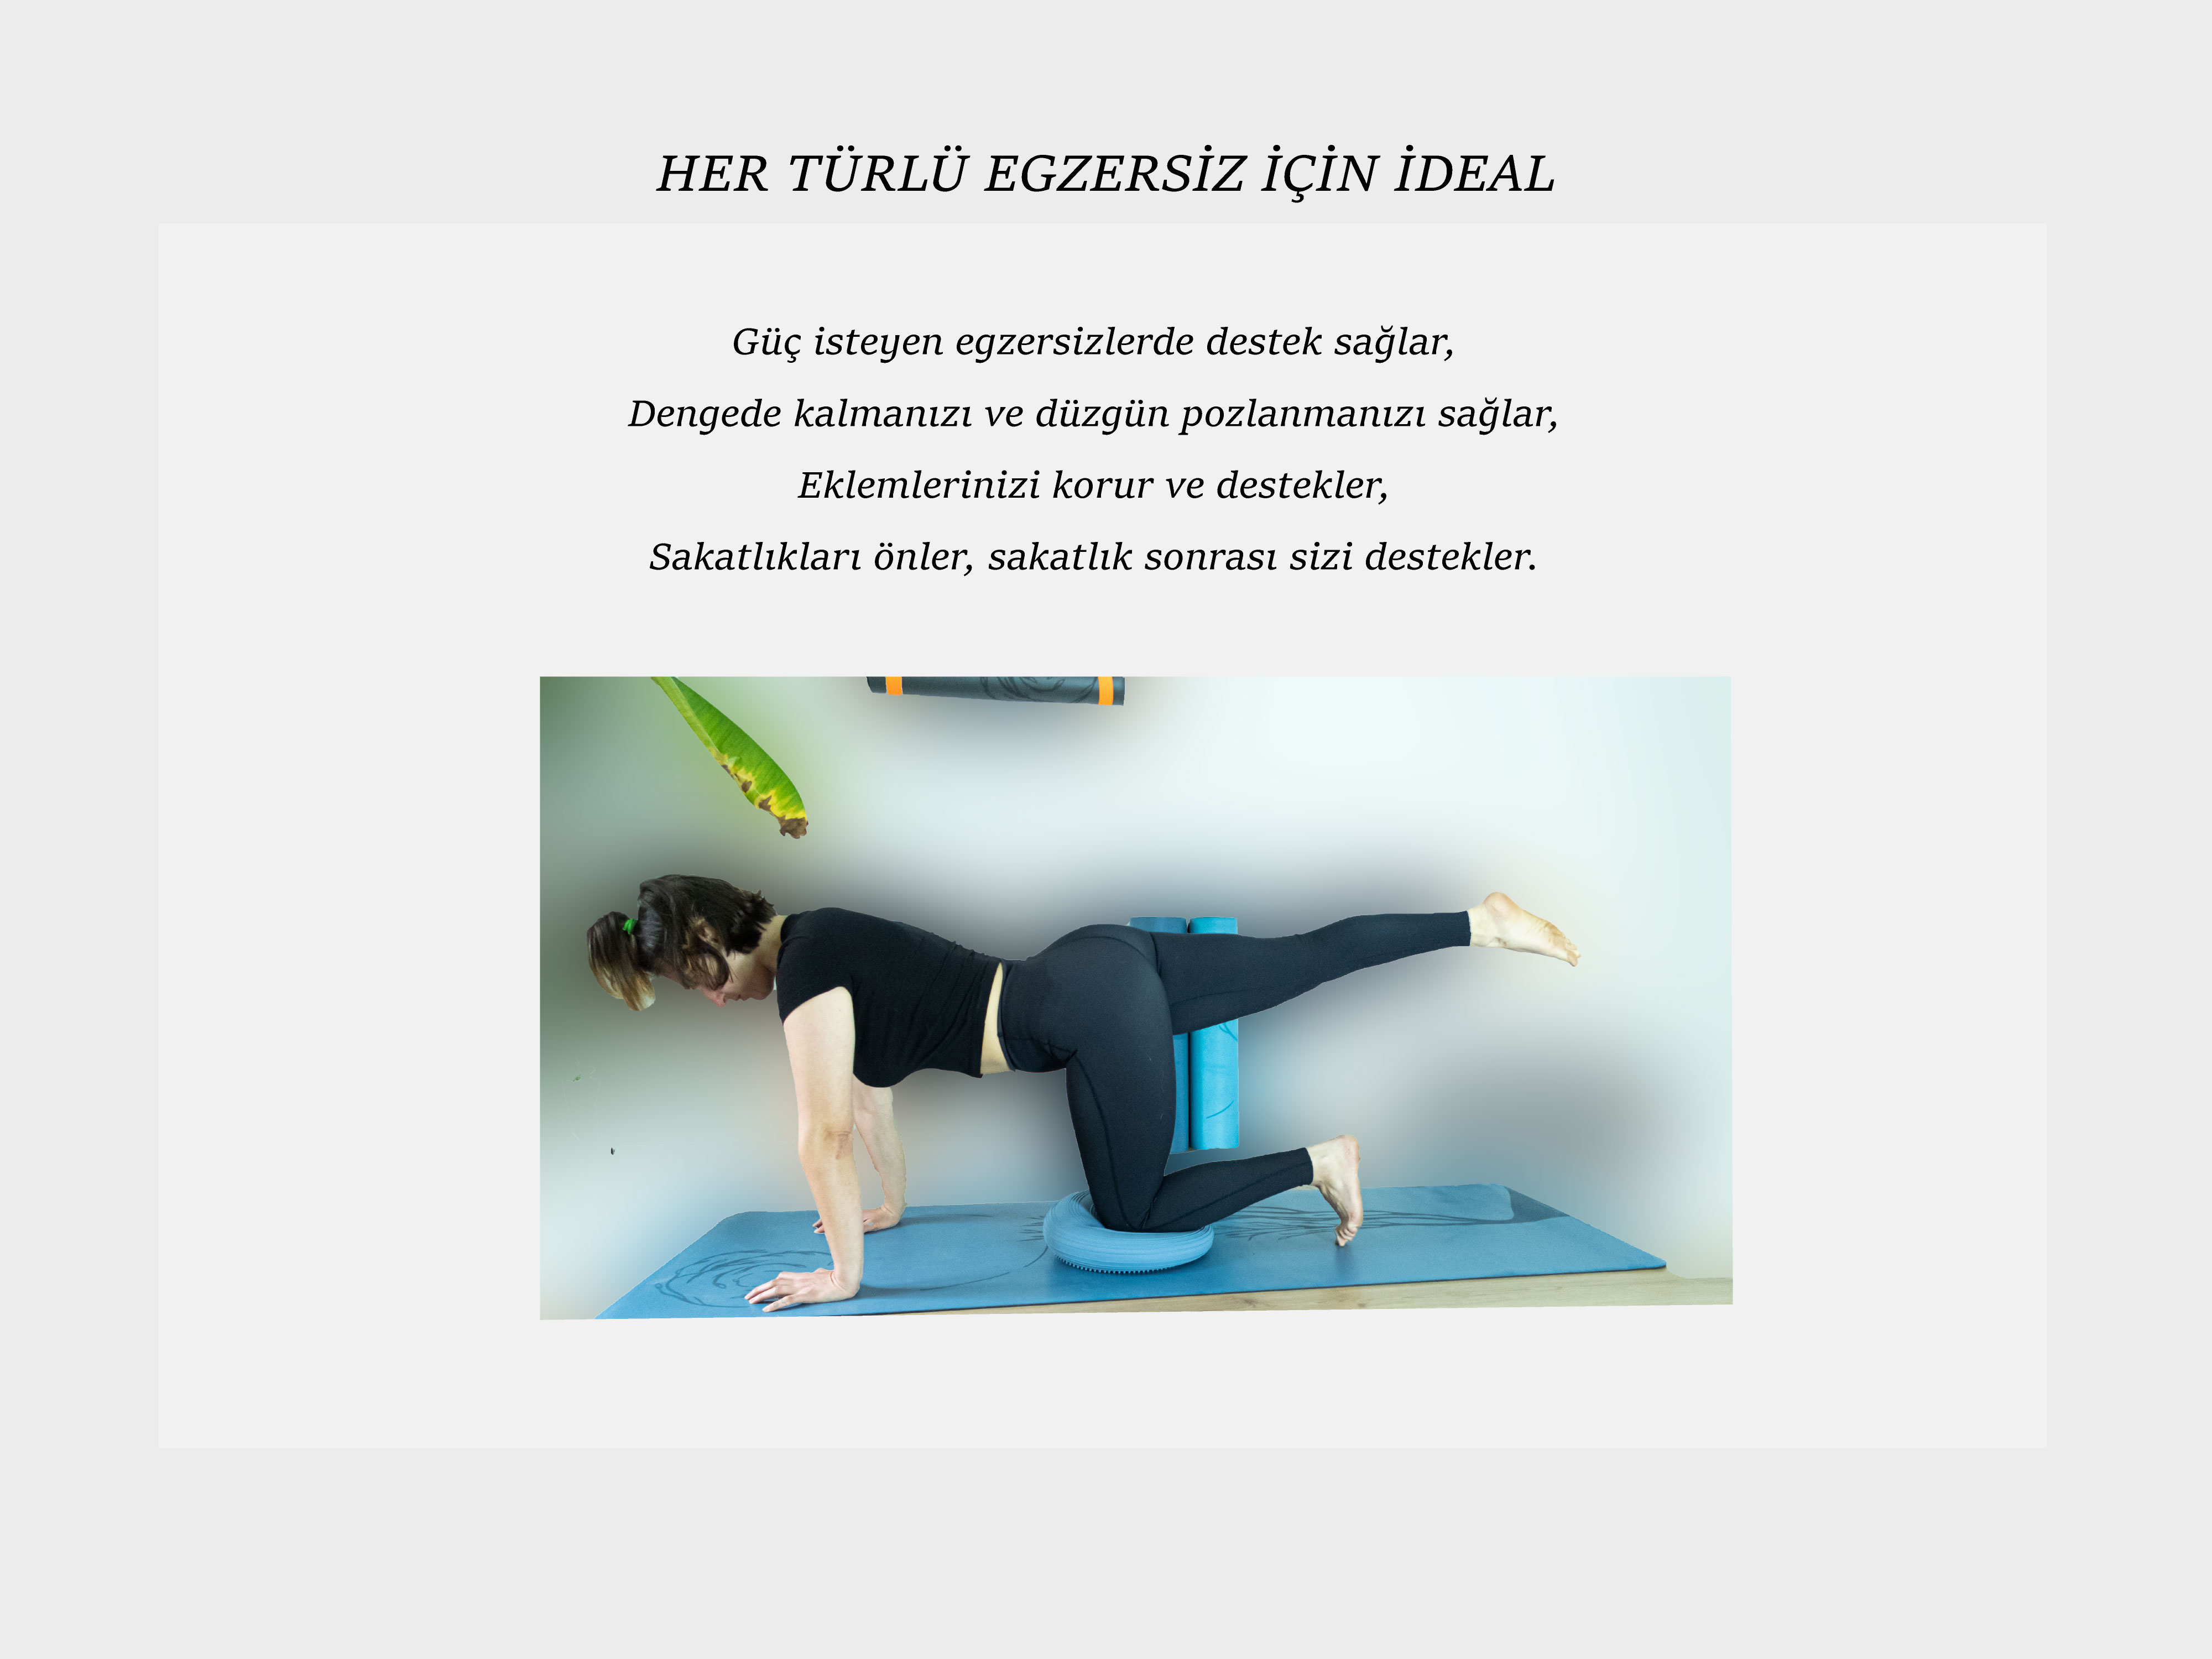 HER TÜRLÜ EGZERSİZ İÇİN İDEAL
Güç isteyen egzersizlerde destek sağlar,
Dengede kalmanızı ve düzgün pozlanmanızı sağlar,
Eklemlerinizi korur ve destekler,
Sakatlıkları önler, sakatlık sonrası sizi destekler.